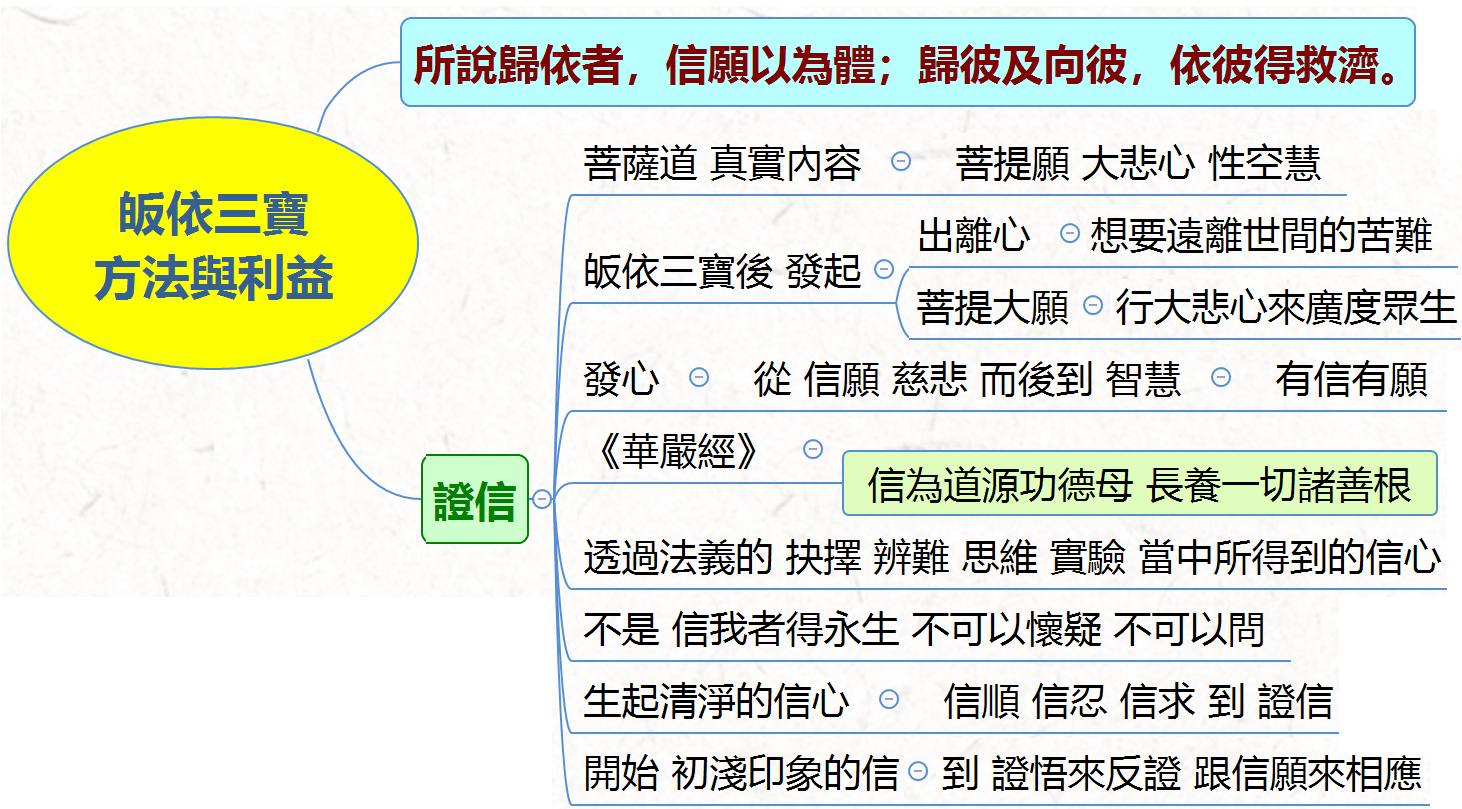 皈依三寶
方法與利益
所說歸依者，信願以為體；歸彼及向彼，依彼得救濟。
證信
菩薩道 真實內容 菩提願 大悲心 性空慧
皈依三寶後 發起
出離心 想要遠離世間的苦難
菩提大願 行大悲心來廣度眾生
發心 從 信願 慈悲 而後到 智慧 有信有願
《華嚴經》
信為道源功德母 長養一切諸善根
透過法義的 抉擇 辨難 思維 實驗 當中所得到的信心
不是 信我者得永生 不可以懷疑 不可以問
生起清淨的信心 信順 信忍 信求 到 證信
開始 初淺印象的信 到 證悟來反證 跟信願來相應